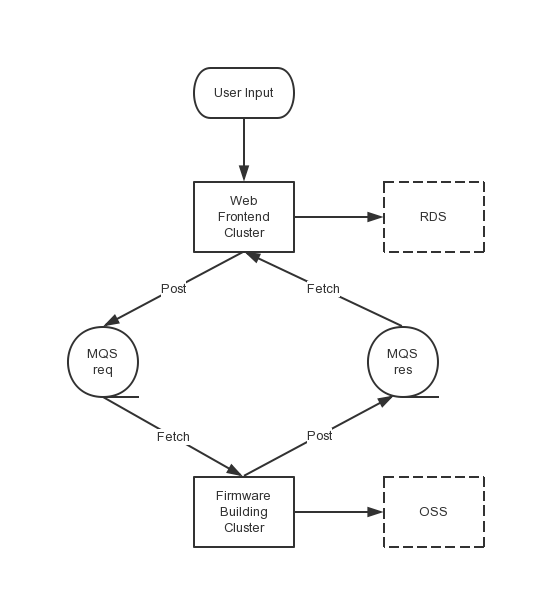 User Input
Web
Frontend
Cluster
RDS
Post
Fetch
MQS
req
MQS
res
Fetch
Post
Firmware
Building
Cluster
OSS